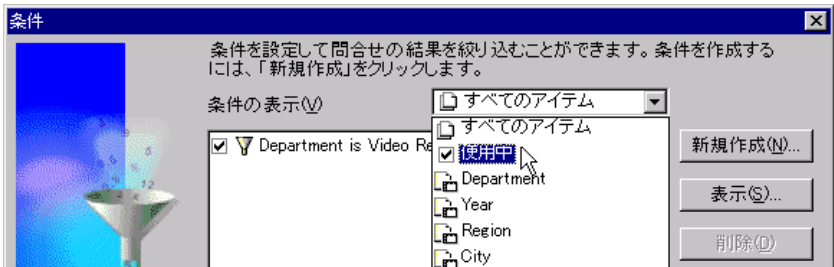 条件
条件を設定して問合せの結果を絞り込むことができます。条件を作成する
には、「新規作成」をクリックします。
条件の表示(V)
すべてのアイテム
すべてのアイテム
Department is Video Re
使用中
Department
Year
Region
City
新規作成(N)...
表示(S)...
削除(D)